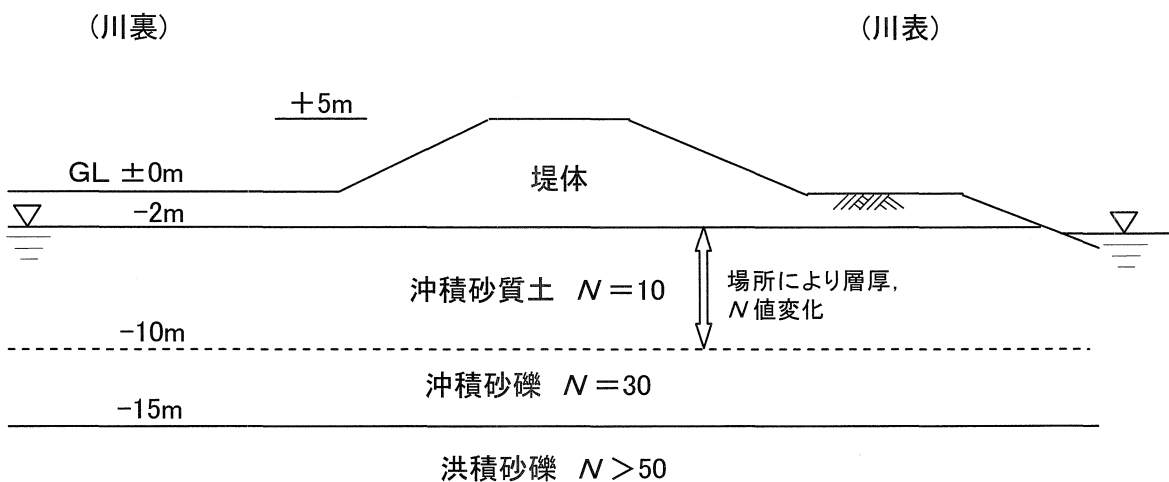 (川裏)
(川表)
+5m
GL ±0m
堤体
-2m
沖積砂質土 N=10
場所により層厚,
N値変化
-10m
沖積砂礫 N=30
-15m
洪積砂礫 N>50